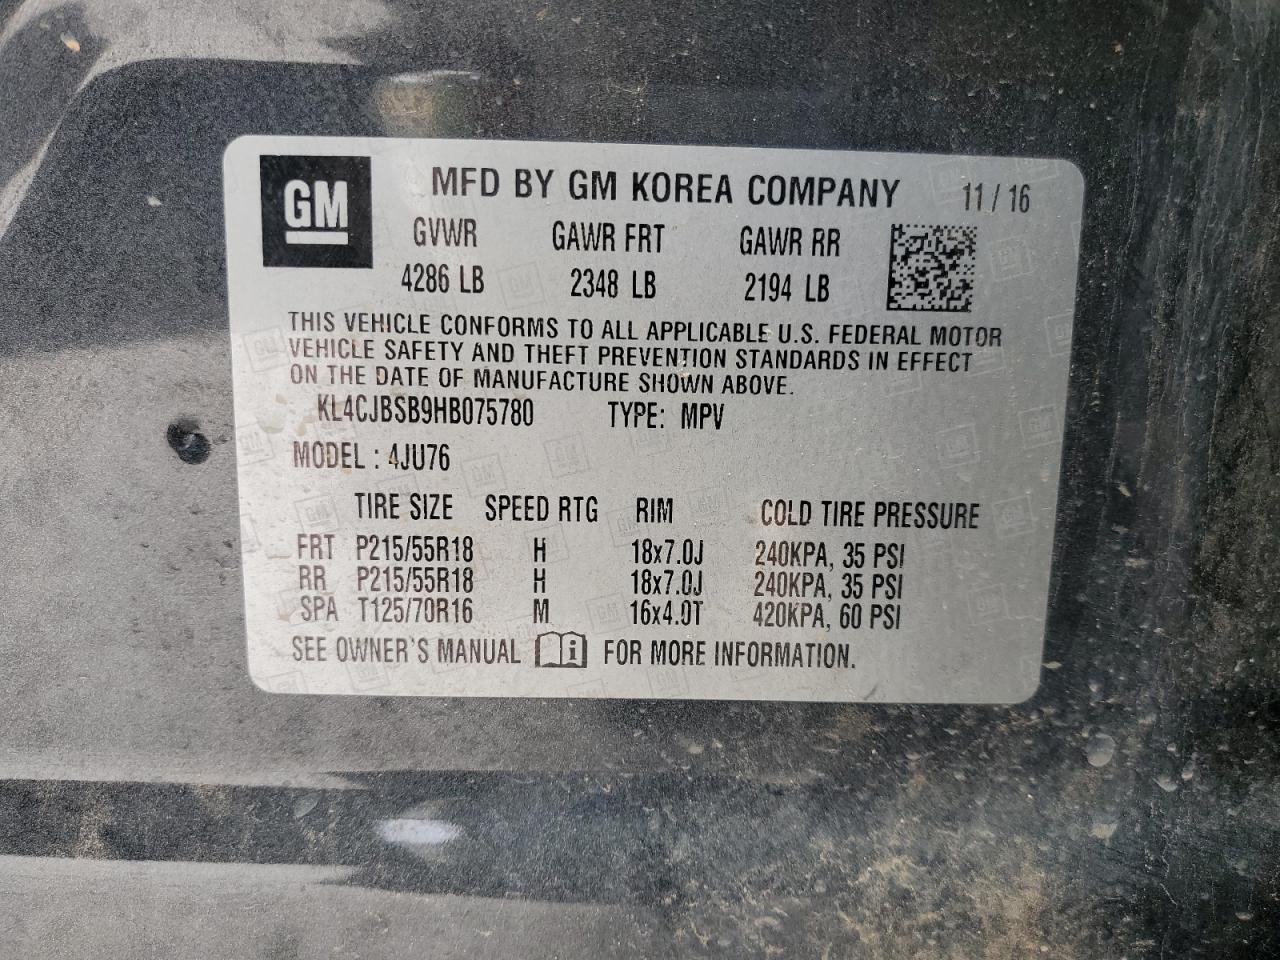 GM
MFD BY GM KOREA COMPANY 11 / 16
GVWR GAWR FRT GAWR RR
4286 LB 2348 LB 2194 LB
THIS VEHICLE CONFORMS TO ALL APPLICABLE U.S. FEDERAL MOTOR
VEHICLE SAFETY AND THEFT PREVENTION STANDARDS IN EFFECT
ON THE DATE OF MANUFACTURE SHOWN ABOVE.
KL4CJBSB9HB075780 TYPE: MPV
MODEL : 4JU76
TIRE SIZE SPEED RTG RIM COLD TIRE PRESSURE
FRT P215/55R18 H 18x7.0J 240KPA, 35 PSI
RR P215/55R18 H 18x7.0J 240KPA, 35 PSI
SPA T125/70R16 M 16x4.0T 420KPA, 60 PSI
SEE OWNER'S MANUAL i FOR MORE INFORMATION.